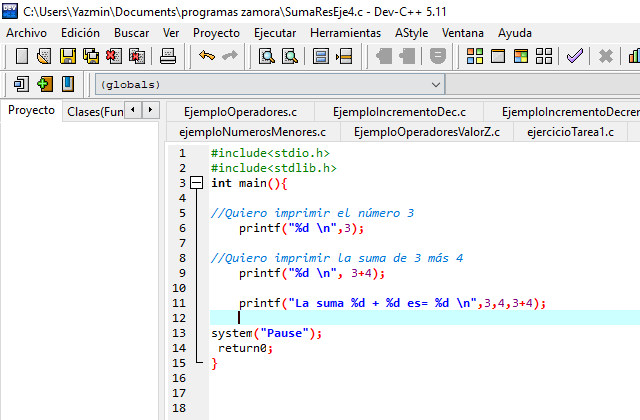 C:\Users\Yazmin\Documents\programas zamora\SumaResEje4.c - Dev-C++ 5.11
Archivo Edición Buscar Ver Proyecto Ejecutar Herramientas AStyle Ventana Ayuda
(globals)
Proyecto Clases(Fun
EjemploOperadores.c EjemploIncrementoDec.c EjemploIncrementoDecrem
ejemploNumerosMenores.c EjemploOperadoresValorZ.c ejercicioTarea1.c
1 #include<stdio.h>
2 #include<stdlib.h>
3 int main(){
4
5 //Quiero imprimir el número 3
6 printf("%d \n",3);
7
8 //Quiero imprimir la suma de 3 más 4
9 printf("%d \n", 3+4);
10
11 printf("La suma %d + %d es= %d \n",3,4,3+4);
12
13 system("Pause");
14 return0;
15 }
16
17
18